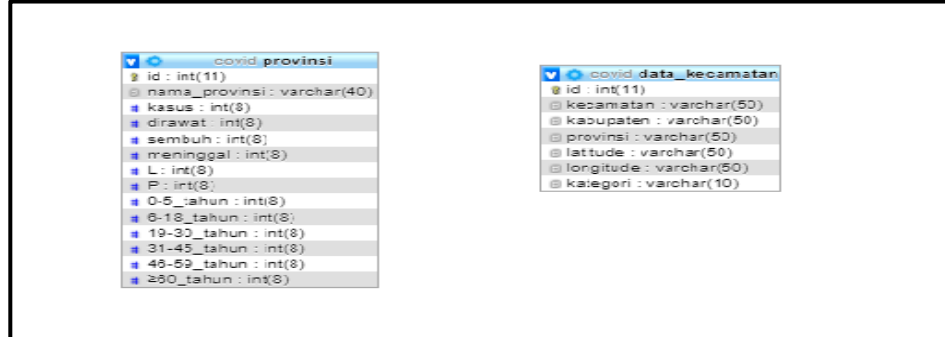 covid provinsi
id : int(11)
nama_provinsi : varchar(40)
kasus : int(8)
dirawat : int(8)
sembuh : int(8)
meninggal : int(8)
L : int(8)
P : int(8)
0-5_tahun : int(8)
6-18_tahun : int(8)
19-30_tahun : int(8)
31-45_tahun : int(8)
46-59_tahun : int(8)
≥60_tahun : int(8)
covid data_kecamatan
id : int(11)
kecamatan : varchar(50)
kabupaten : varchar(50)
provinsi : varchar(50)
lattude : varchar(50)
longitude : varchar(50)
kategori : varchar(10)